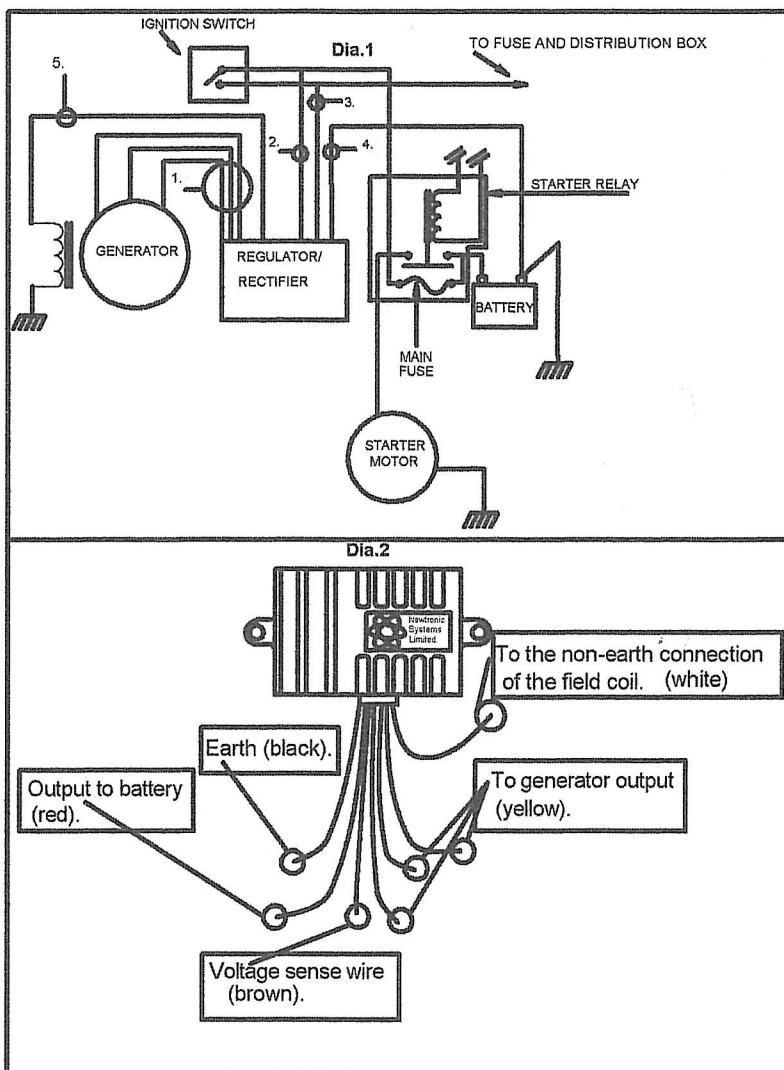 IGNITION SWITCH
Dia.1
TO FUSE AND DISTRIBUTION BOX
5.
3.
2.
4.
1.
STARTER RELAY
GENERATOR
REGULATOR/
RECTIFIER
BATTERY
MAIN
FUSE
STARTER
MOTOR
Dia.2
Newtronic
Systems
Limited.
To the non-earth connection
of the field coil. (white)
Earth (black).
Output to battery
(red).
To generator output
(yellow).
Voltage sense wire
(brown).